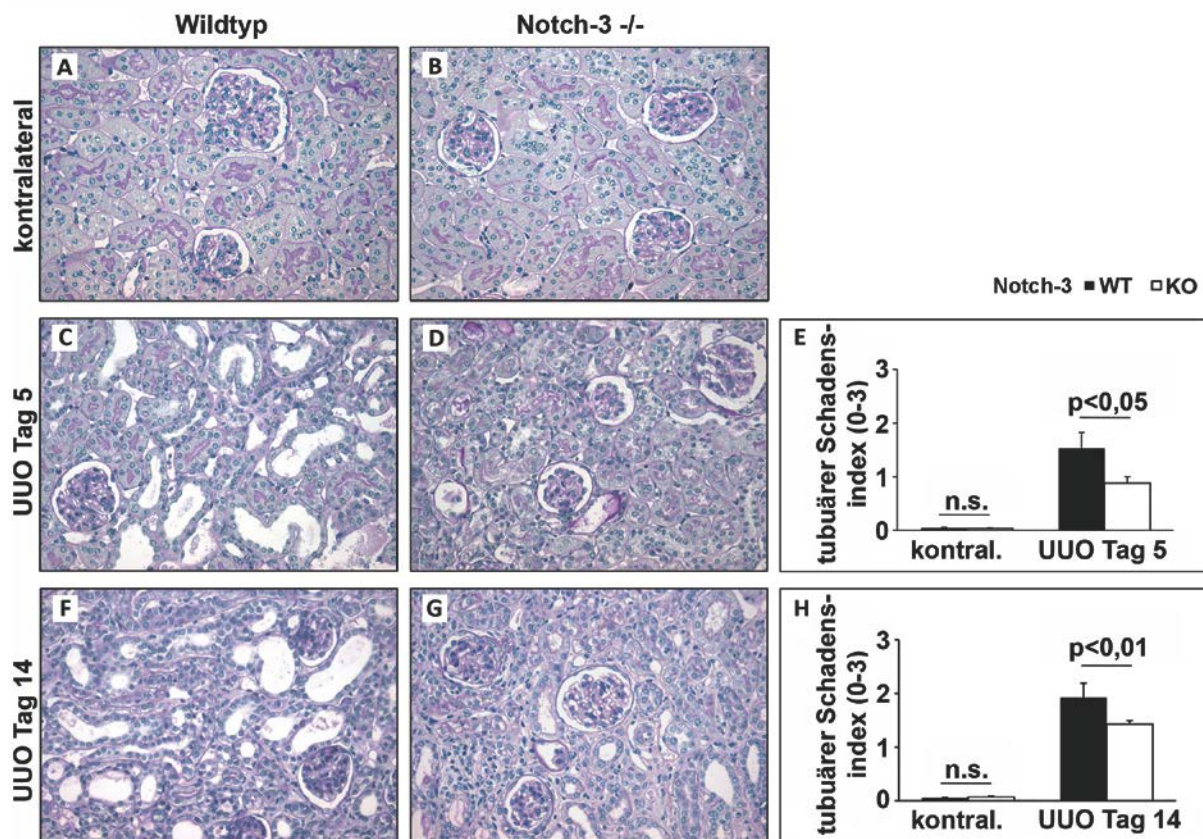 Wildtyp
Notch-3 -/-
kontralateral
A
B
Notch-3 ■ WT □ KO
UUO Tag 5
C
D
E
tubuärer Schadens-
index (0-3)
3
2
1
0
p<0,05
n.s.
kontral.
UUO Tag 5
UUO Tag 14
F
G
H
tubuärer Schadens-
index (0-3)
3
2
1
0
p<0,01
n.s.
kontral.
UUO Tag 14